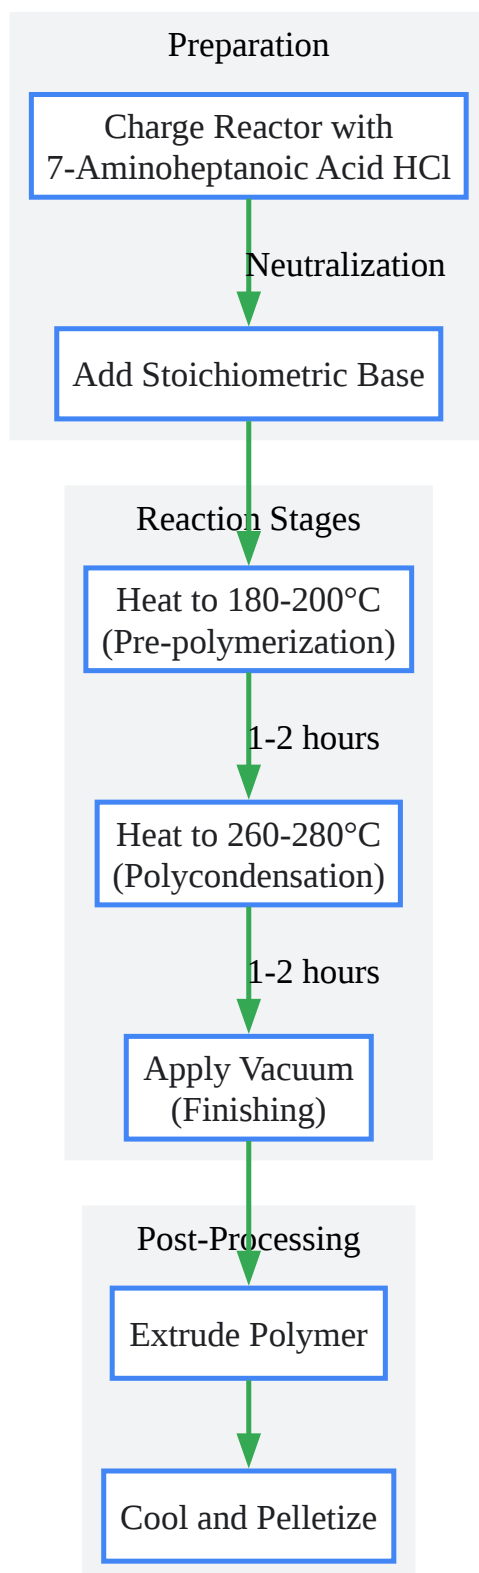 Preparation
Charge Reactor with
7-Aminoheptanoic Acid HCl
Neutralization
Add Stoichiometric Base
Reaction Stages
Heat to 180-200°C
(Pre-polymerization)
1-2 hours
Heat to 260-280°C
(Polycondensation)
1-2 hours
Apply Vacuum
(Finishing)
Post-Processing
Extrude Polymer
Cool and Pelletize